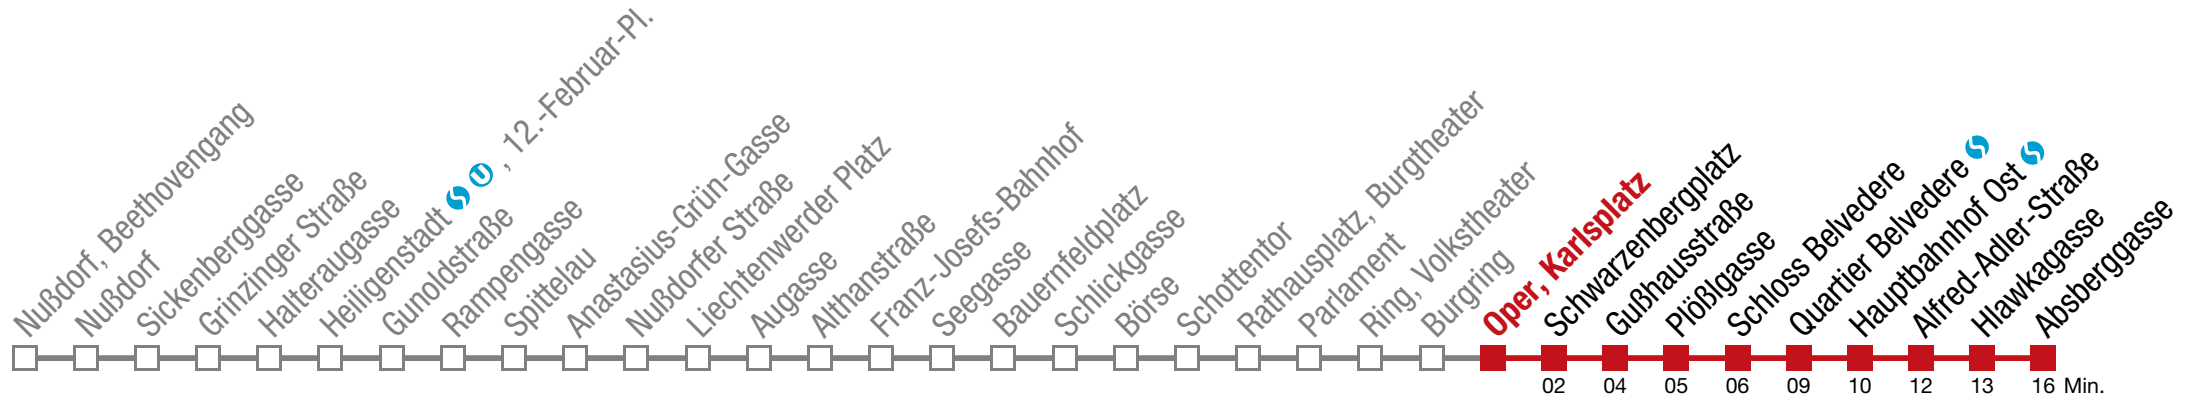 Nußdorf, Beethovengang
Nußdorf
Sickenberggasse
Grinzinger Straße
Halteraugasse
Heiligenstadt S U , 12.-Februar-Pl.
Gunoldstraße
Rampengasse
Spittelau
Anastasius-Grün-Gasse
Nußdorfer Straße
Liechtenwerder Platz
Augasse
Althanstraße
Franz-Josefs-Bahnhof
Seegasse
Bauernfeldplatz
Schlickgasse
Börse
Schottentor
Rathausplatz, Burgtheater
Parlament
Ring, Volkstheater
Burgring
Oper, Karlsplatz
Schwarzenbergplatz
Gußhausstraße
Plößlgasse
Schloss Belvedere
Quartier Belvedere S
Hauptbahnhof Ost S
Alfred-Adler-Straße
Hlawkagasse
Absberggasse
02 04 05 06 09 10 12 13 16 Min.